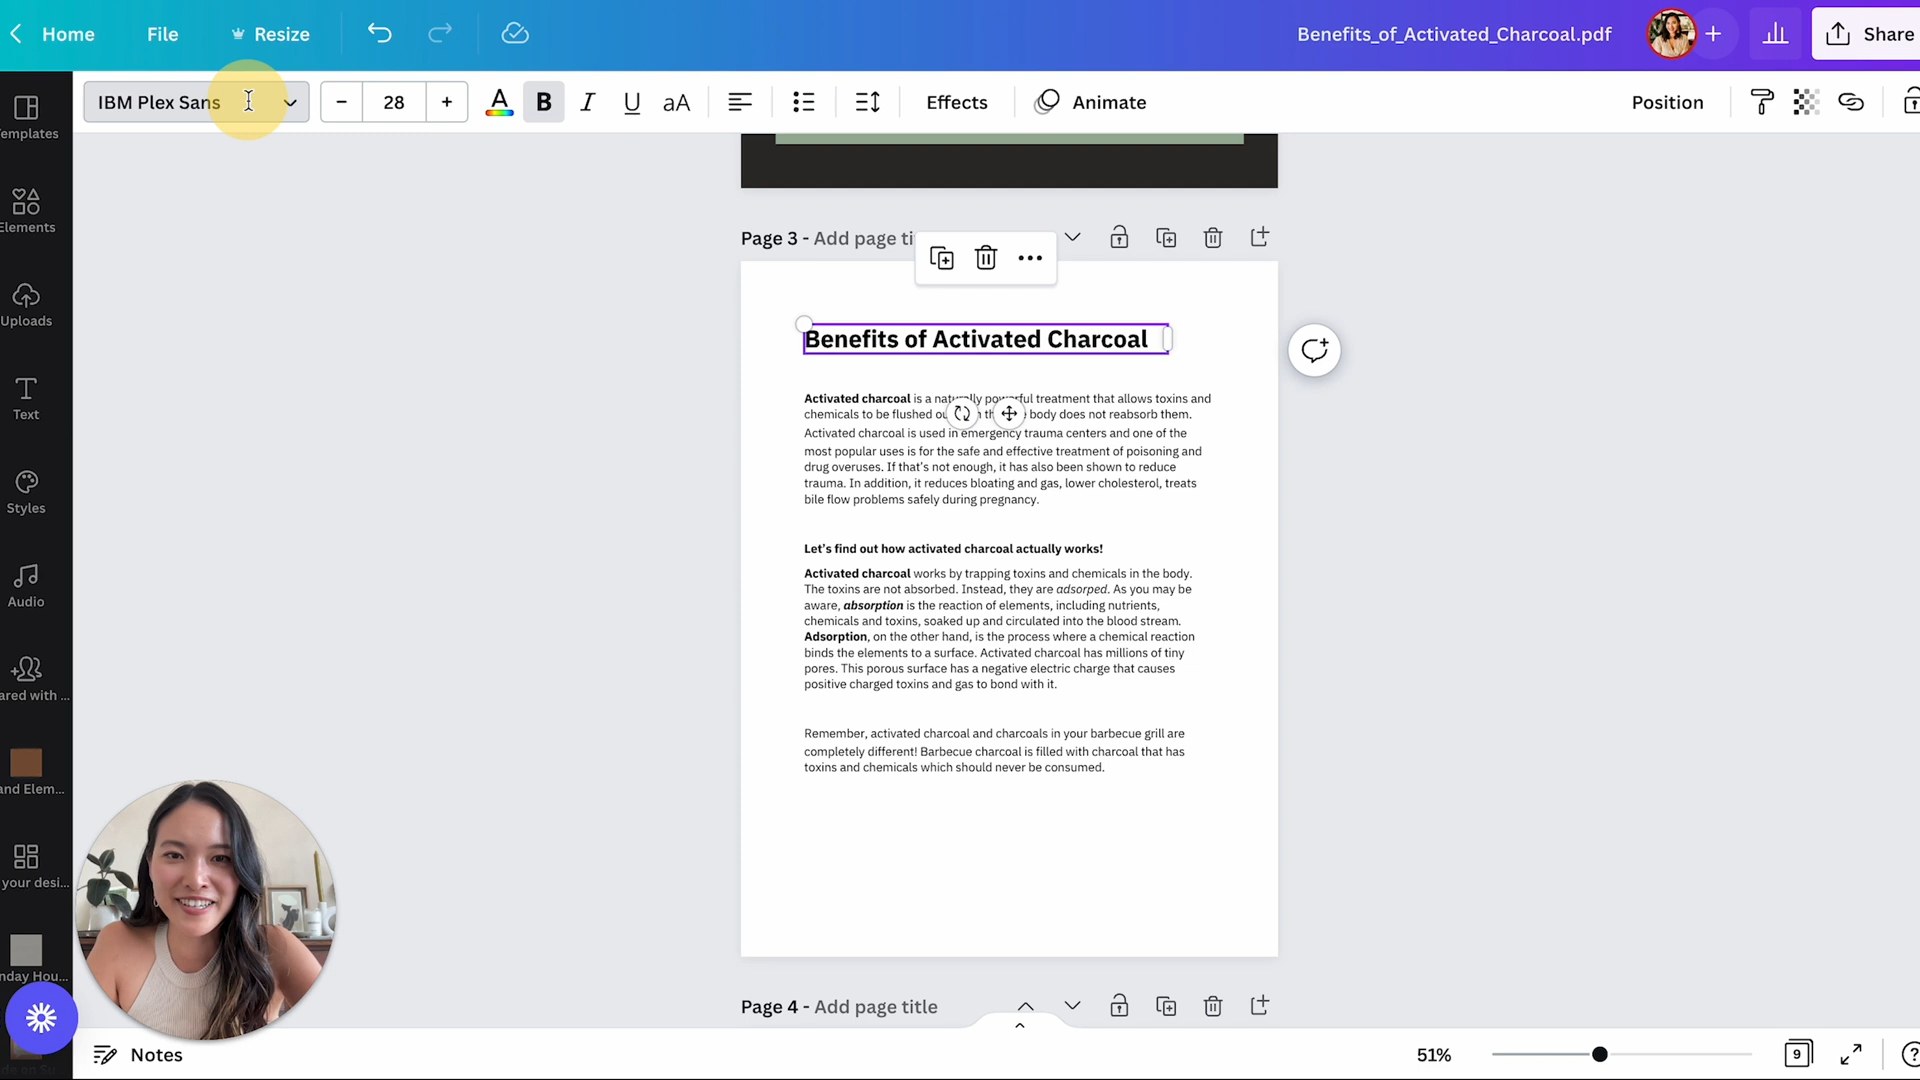 Home
File
Resize
Benefits_of_Activated_Charcoal.pdf
Share
IBM Plex Sans
28
A
B
I
U
aA
Effects
Animate
Position
Templates
Elements
Uploads
Text
Styles
Audio
ared with ...
and Elem...
your desi...
nday Hou...
Page 3 - Add page ti
Benefits of Activated Charcoal
Activated charcoal is a naturally powerful treatment that allows toxins and
chemicals to be flushed ou body does not reabsorb them.
Activated charcoal is used in emergency trauma centers and one of the
most popular uses is for the safe and effective treatment of poisoning and
drug overuses. If that's not enough, it has also been shown to reduce
trauma. In addition, it reduces bloating and gas, lower cholesterol, treats
bile flow problems safely during pregnancy.
Let's find out how activated charcoal actually works!
Activated charcoal works by trapping toxins and chemicals in the body.
The toxins are not absorbed. Instead, they are adsorped. As you may be
aware, absorption is the reaction of elements, including nutrients,
chemicals and toxins, soaked up and circulated into the blood stream.
Adsorption, on the other hand, is the process where a chemical reaction
binds the elements to a surface. Activated charcoal has millions of tiny
pores. This porous surface has a negative electric charge that causes
positive charged toxins and gas to bond with it.
Remember, activated charcoal and charcoals in your barbecue grill are
completely different! Barbecue charcoal is filled with charcoal that has
toxins and chemicals which should never be consumed.
Page 4 - Add page title
Notes
51%
9
?